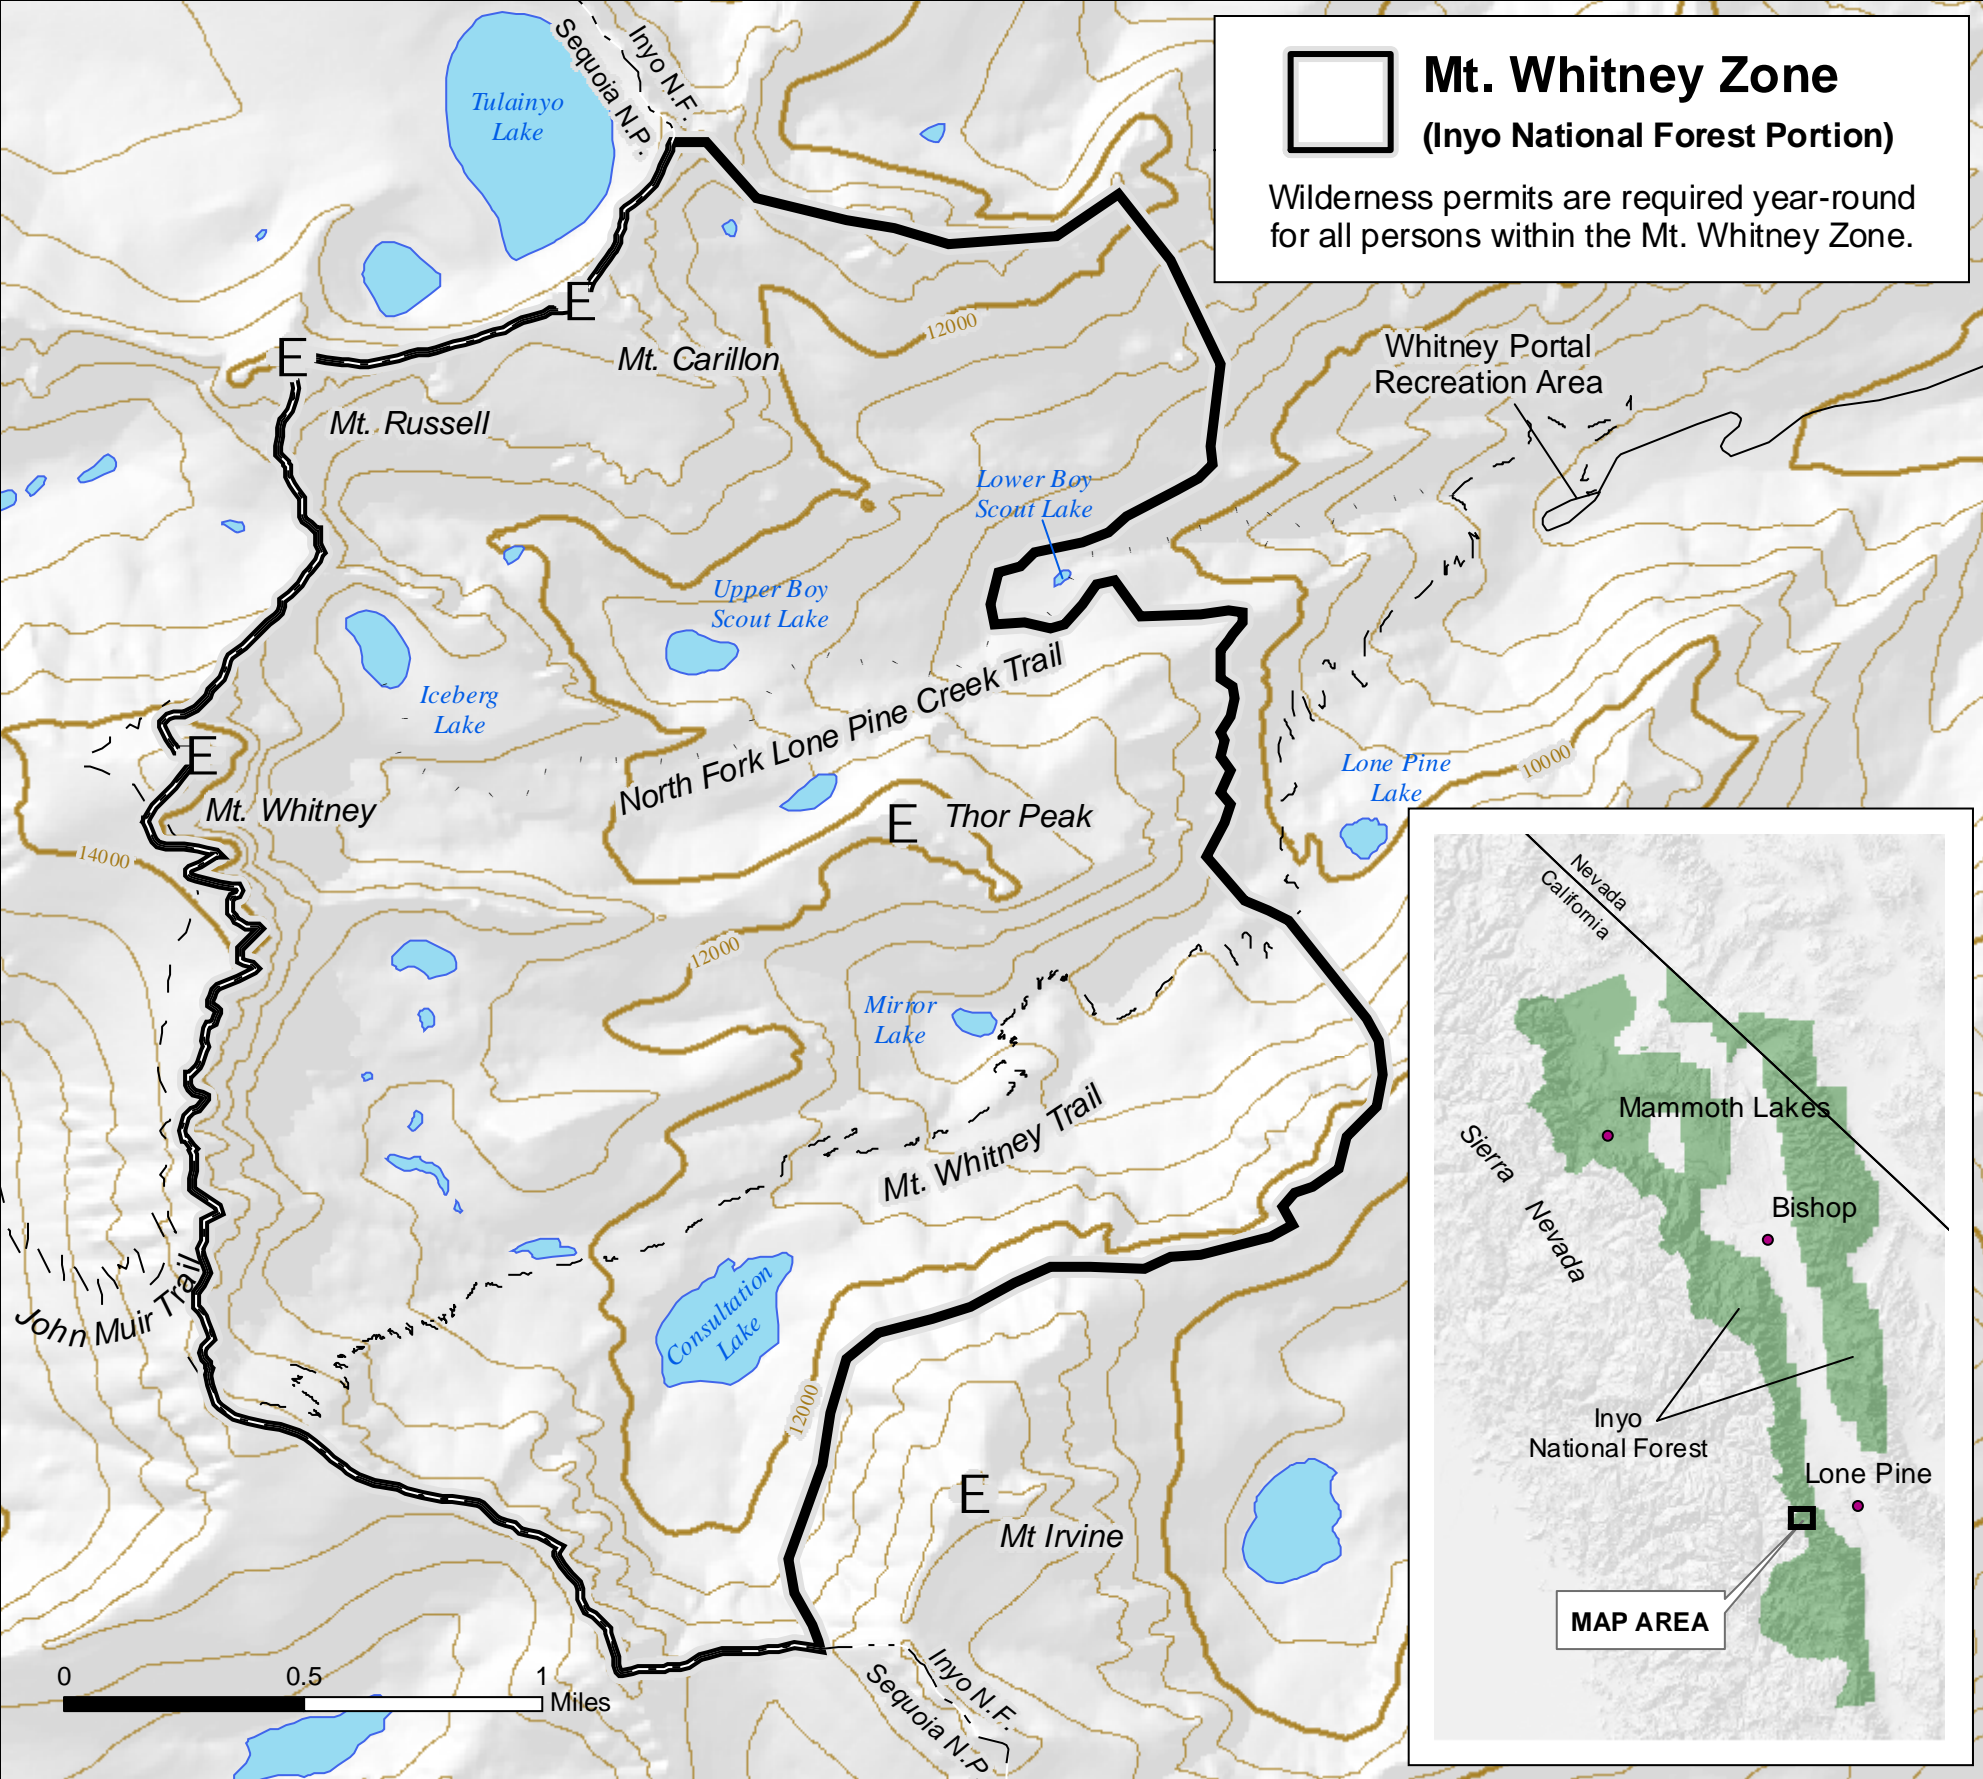 Mt. Whitney Zone
(Inyo National Forest Portion)
Wilderness permits are required year-round
for all persons within the Mt. Whitney Zone.
Inyo N.F.
Sequoia N.P.
Tulainyo
Lake
E
Mt. Carillon
12000
E
Mt. Russell
Whitney Portal
Recreation Area
Lower Boy
Scout Lake
Upper Boy
Scout Lake
Iceberg
Lake
North Fork Lone Pine Creek Trail
E
Mt. Whitney
14000
E
Thor Peak
Lone Pine
Lake
10000
12000
Mirror
Lake
Mt. Whitney Trail
John Muir Trail
Consultation
Lake
12000
E
Mt Irvine
Inyo N.F.
Sequoia N.P
0
0.5
1
Miles
Nevada
California
Mammoth Lakes
Sierra
Nevada
Bishop
Inyo
National Forest
Lone Pine
MAP AREA